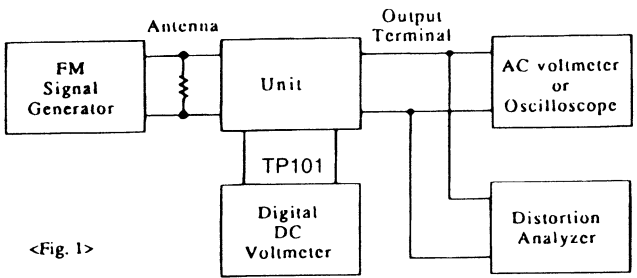 Antenna
Output
Terminal
FM
Signal
Generator
Unit
AC voltmeter
or
Oscilloscope
TP101
Digital
DC
Voltmeter
Distortion
Analyzer
<Fig. 1>